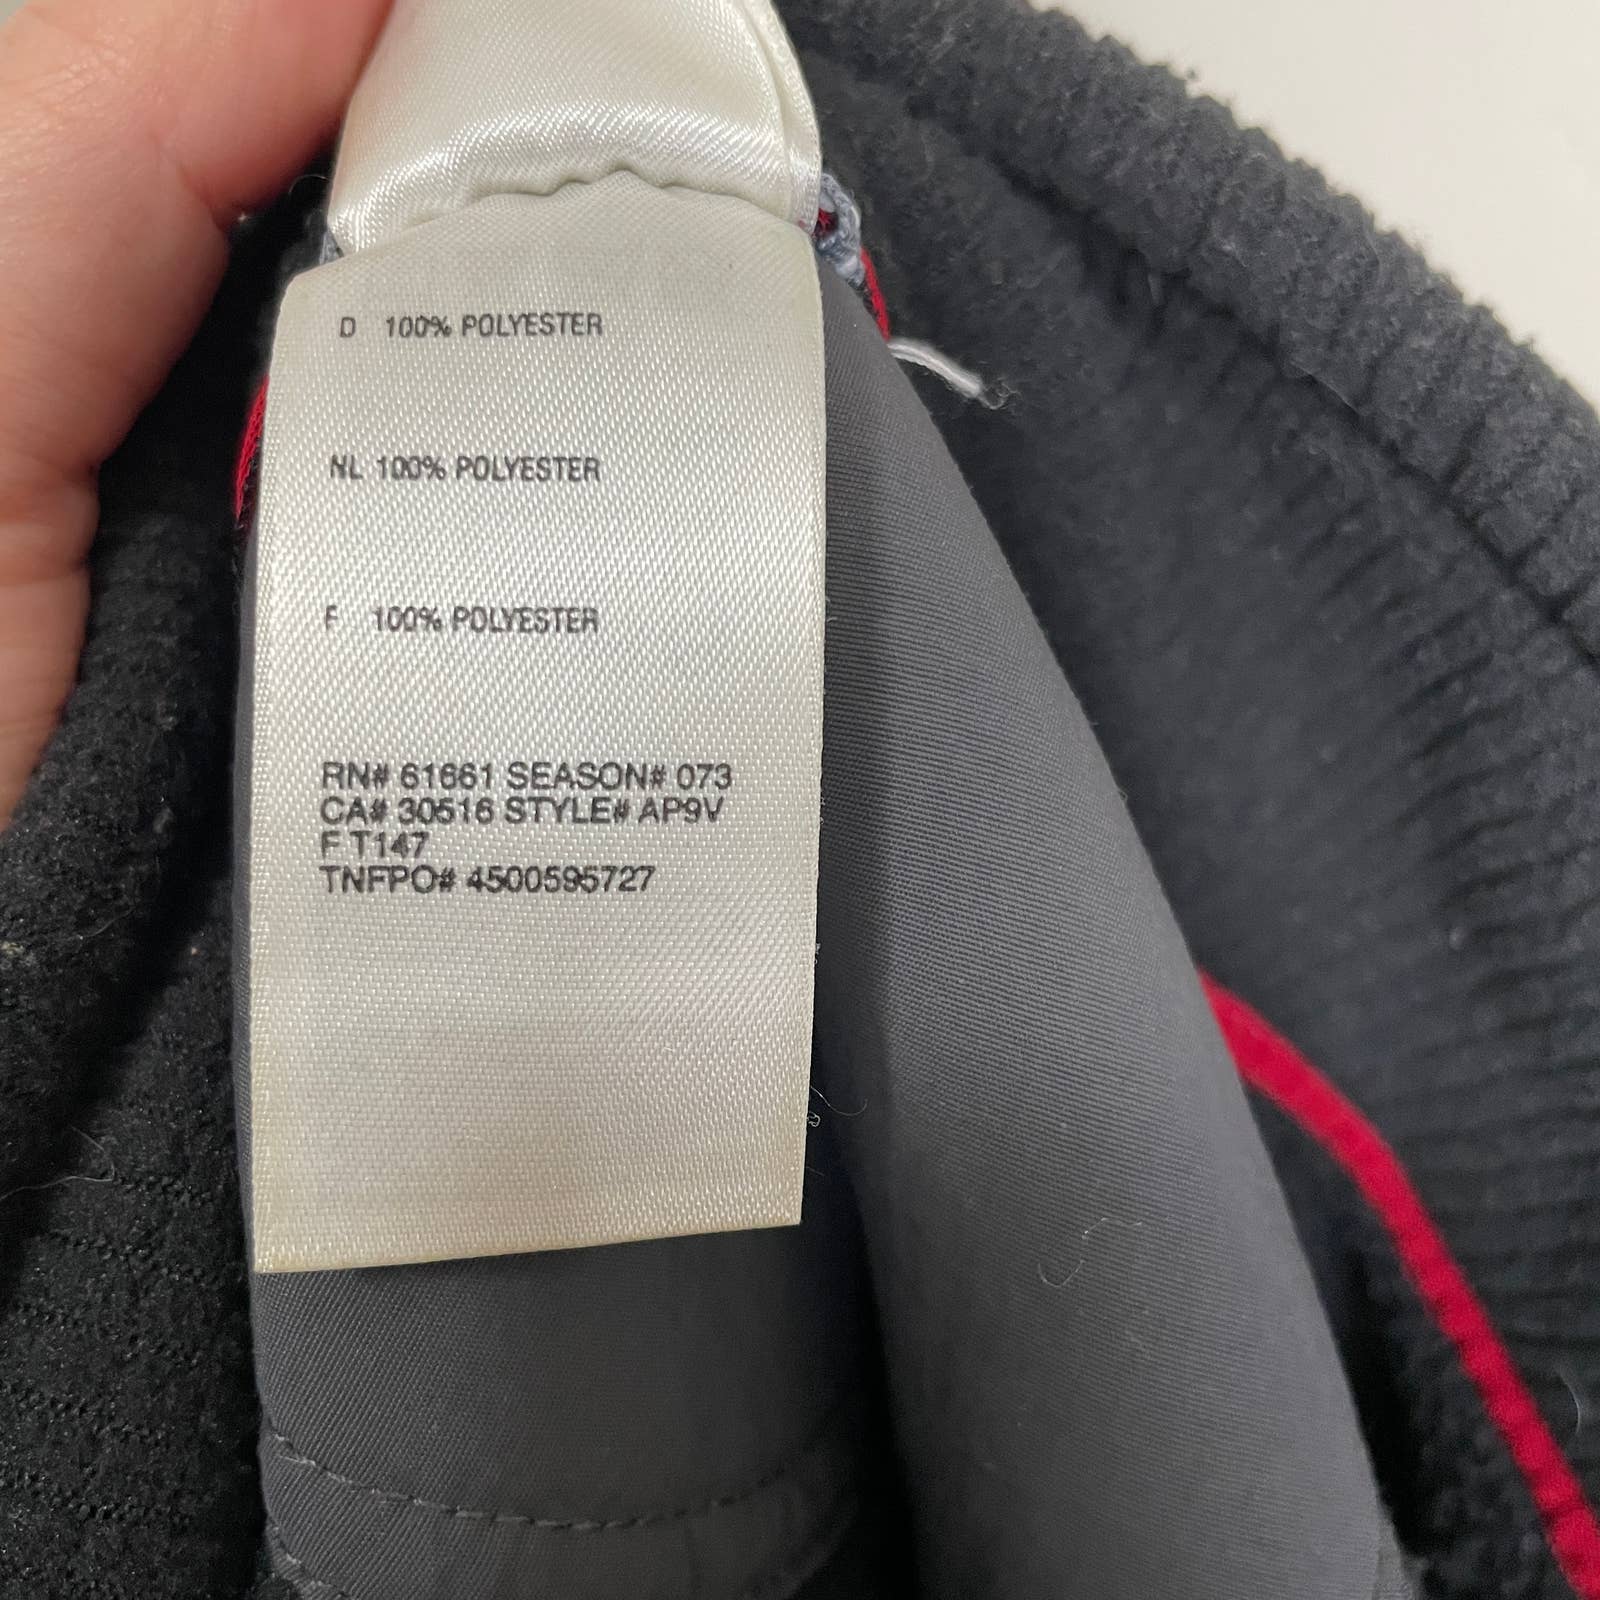 D 100% POLYESTER
NL 100% POLYESTER
F 100% POLYESTER
RN# 61661 SEASON# 073
CA# 30516 STYLE# AP9V
F T147
TNFPO# 4500595727